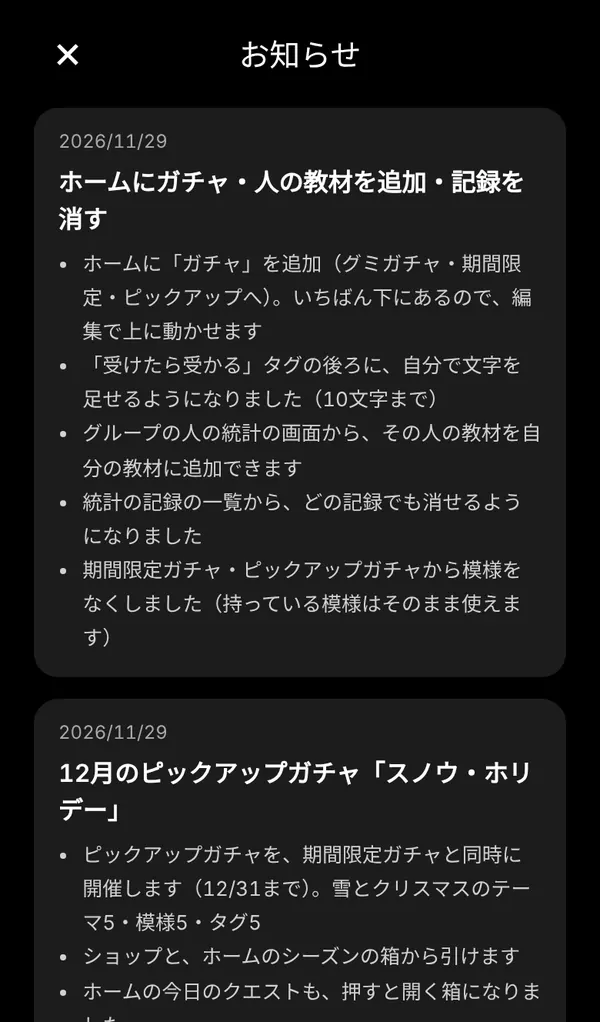 × お知らせ
2026/11/29
ホームにガチャ・人の教材を追加・記録を
消す
• ホームに「ガチャ」を追加（グミガチャ・期間限
定・ピックアップへ）。いちばん下にあるので、編
集で上に動かせます
• 「受けたら受かる」タグの後ろに、自分で文字を
足せるようになりました（10文字まで）
• グループの人の統計の画面から、その人の教材を自
分の教材に追加できます
• 統計の記録の一覧から、どの記録でも消せるよう
になりました
• 期間限定ガチャ・ピックアップガチャから模様を
なくしました（持っている模様はそのまま使えま
す）
2026/11/29
12月のピックアップガチャ「スノウ・ホリ
デー」
• ピックアップガチャを、期間限定ガチャと同時に
開催します（12/31まで）。雪とクリスマスのテー
マ5・模様5・タグ5
• ショップと、ホームのシーズンの箱から引けます
• ホームの今日のクエストも、押すと開く箱になりま
した